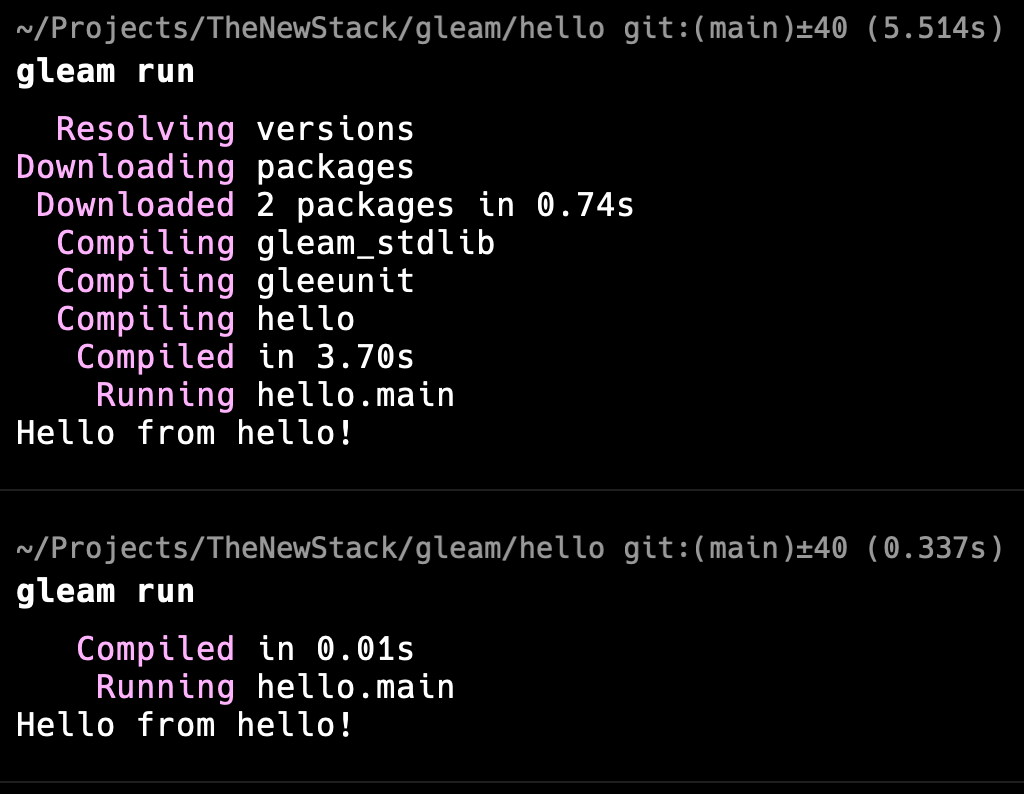 ~/Projects/TheNewStack/gleam/hello git:(main)±40 (5.514s)
gleam run
Resolving versions
Downloading packages
Downloaded 2 packages in 0.74s
Compiling gleam_stdlib
Compiling gleeunit
Compiling hello
Compiled in 3.70s
Running hello.main
Hello from hello!
~/Projects/TheNewStack/gleam/hello git:(main)±40 (0.337s)
gleam run
Compiled in 0.01s
Running hello.main
Hello from hello!